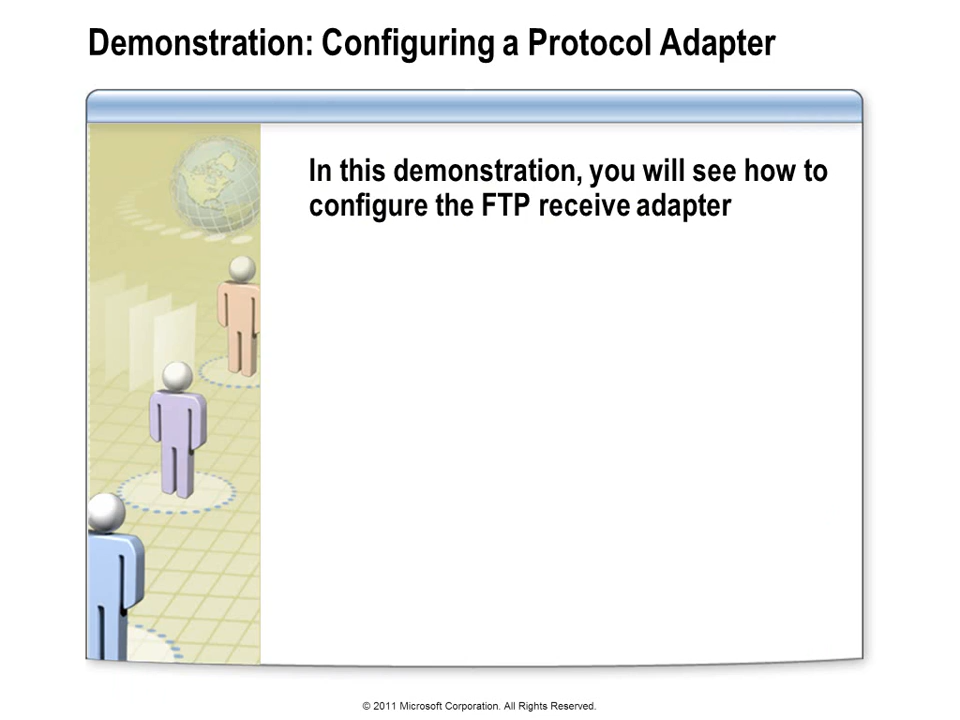 Demonstration: Configuring a Protocol Adapter
In this demonstration, you will see how to
configure the FTP receive adapter
© 2011 Microsoft Corporation. All Rights Reserved.